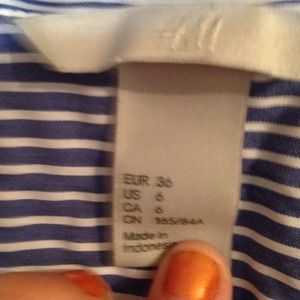 H&M
EUR 36
US 6
CA 6
CN 165/84A
Made in
Indonesia